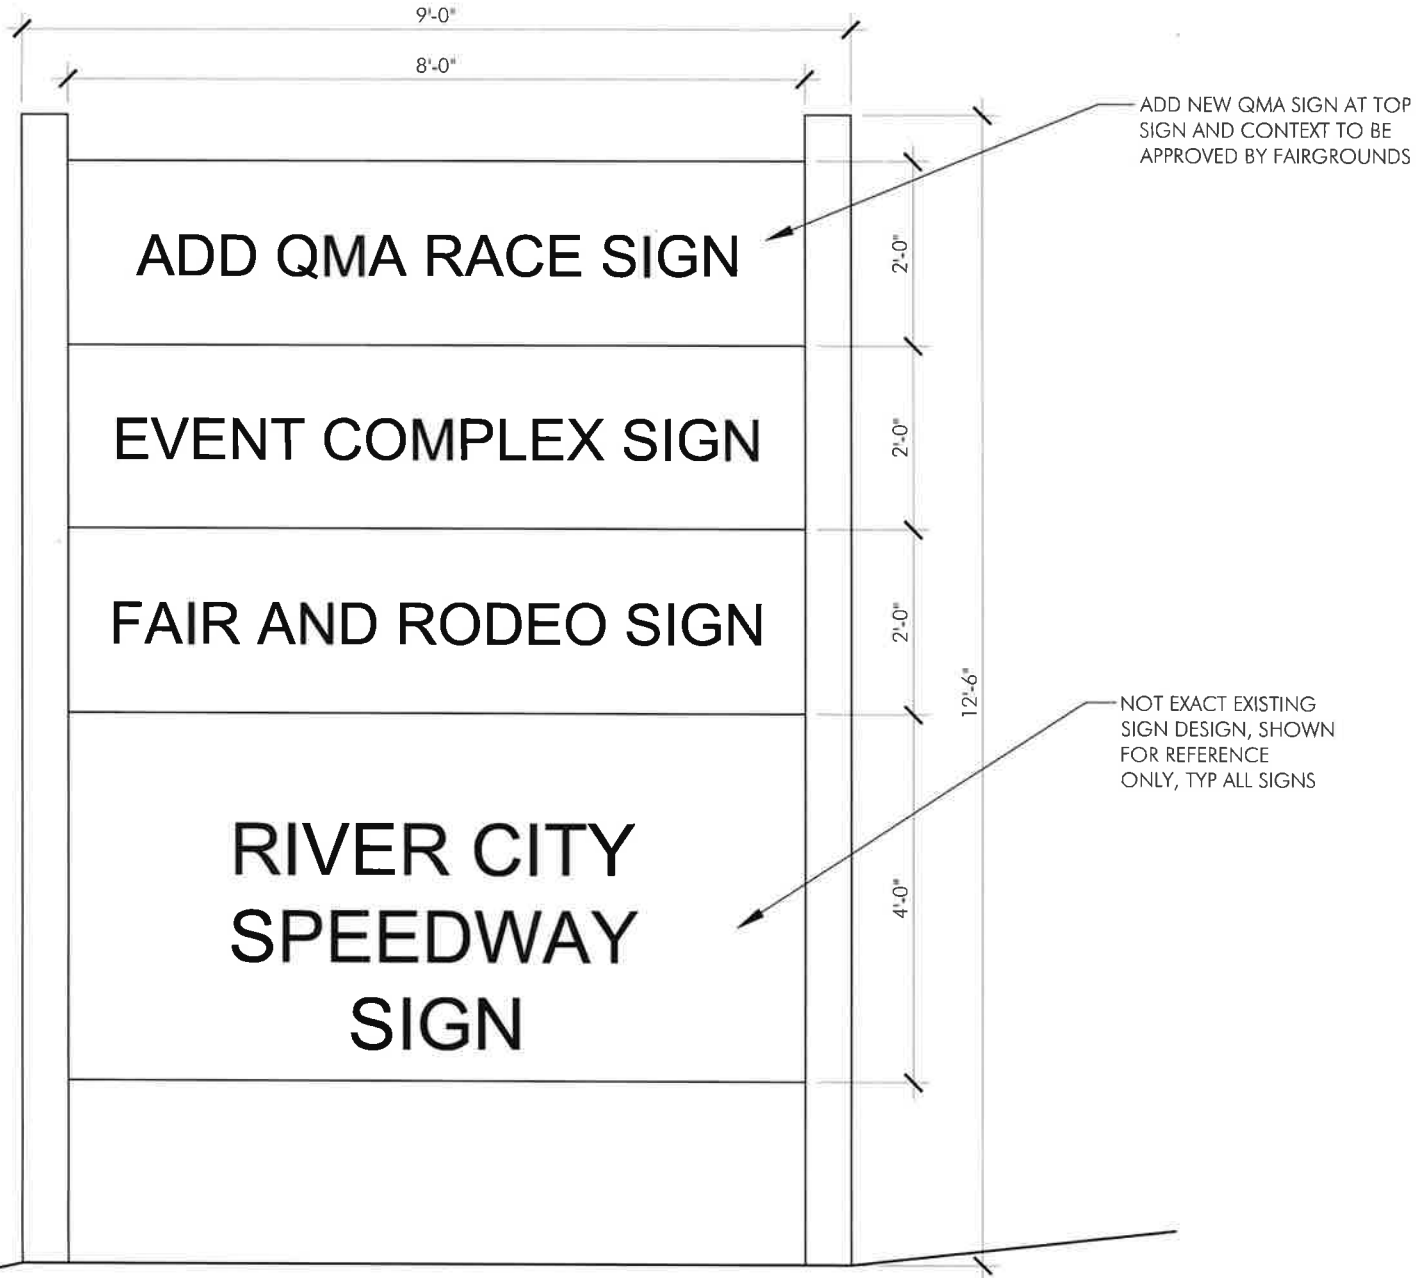 9'-0"
8'-0"
ADD NEW QMA SIGN AT TOP
SIGN AND CONTEXT TO BE
APPROVED BY FAIRGROUNDS
ADD QMA RACE SIGN
2'-0"
EVENT COMPLEX SIGN
2'-0"
FAIR AND RODEO SIGN
2'-0"
12'-6"
NOT EXACT EXISTING
SIGN DESIGN, SHOWN
FOR REFERENCE
ONLY, TYP ALL SIGNS
RIVER CITY
SPEEDWAY
SIGN
4'-0"